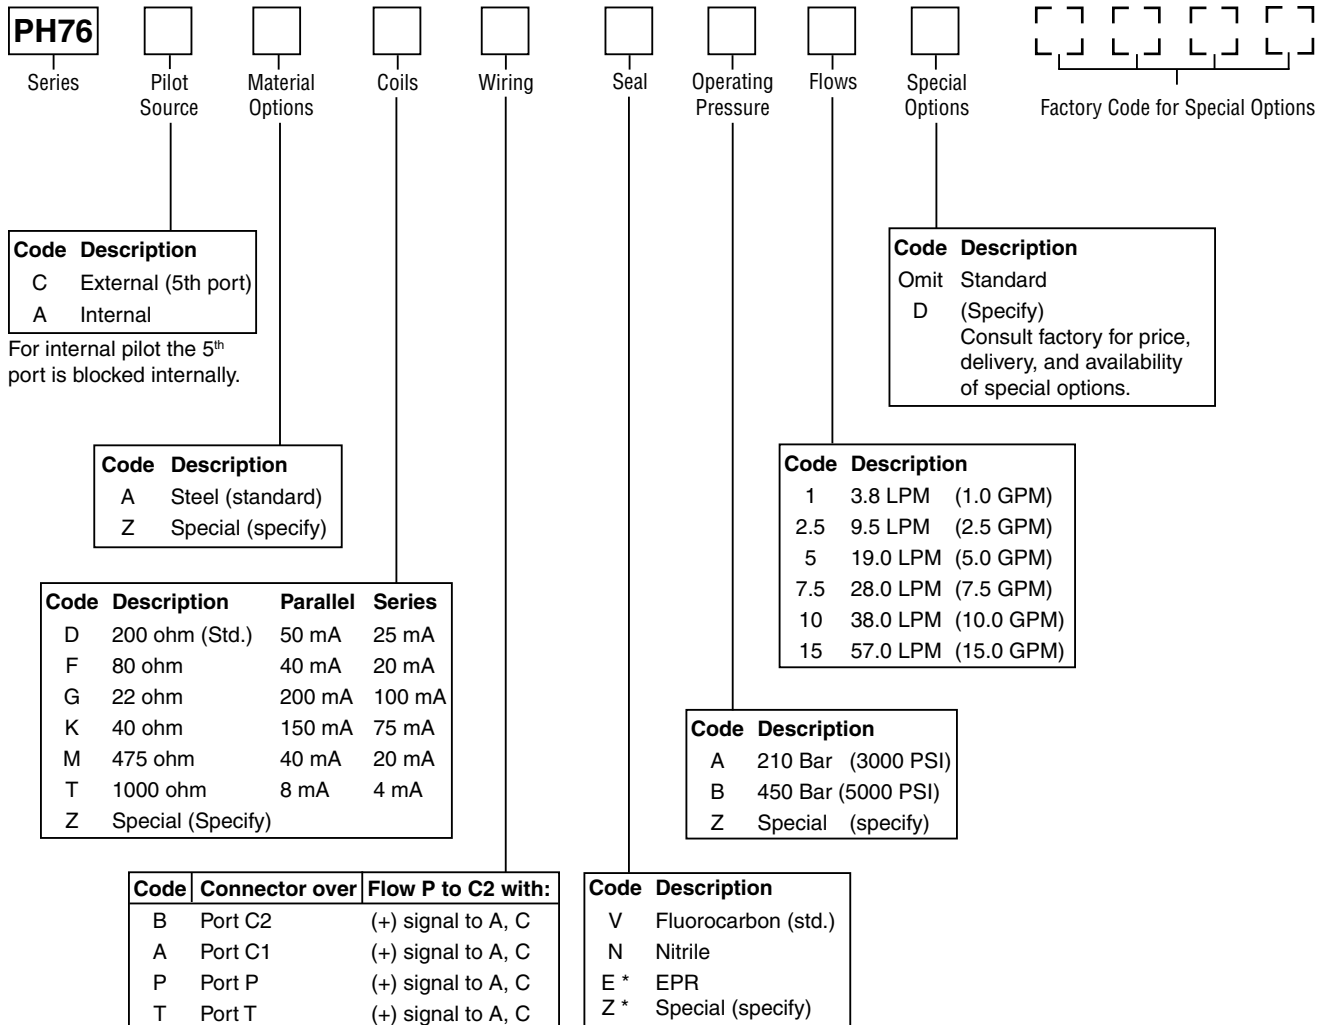 PH76
Series
Pilot
Source
Material
Options
Coils
Wiring
Seal
Operating
Pressure
Flows
Special
Options
Factory Code for Special Options
Code Description
C External (5th port)
A Internal
For internal pilot the 5th
port is blocked internally.
Code Description
Omit Standard
D (Specify)
Consult factory for price,
delivery, and availability
of special options.
Code Description
A Steel (standard)
Z Special (specify)
Code Description
1 3.8 LPM (1.0 GPM)
2.5 9.5 LPM (2.5 GPM)
5 19.0 LPM (5.0 GPM)
7.5 28.0 LPM (7.5 GPM)
10 38.0 LPM (10.0 GPM)
15 57.0 LPM (15.0 GPM)
Code Description Parallel Series
D 200 ohm (Std.) 50 mA 25 mA
F 80 ohm 40 mA 20 mA
G 22 ohm 200 mA 100 mA
K 40 ohm 150 mA 75 mA
M 475 ohm 40 mA 20 mA
T 1000 ohm 8 mA 4 mA
Z Special (Specify)
Code Description
A 210 Bar (3000 PSI)
B 450 Bar (5000 PSI)
Z Special (specify)
Code Connector over Flow P to C2 with:
B Port C2 (+) signal to A, C
A Port C1 (+) signal to A, C
P Port P (+) signal to A, C
T Port T (+) signal to A, C
Code Description
V Fluorocarbon (std.)
N Nitrile
E * EPR
Z * Special (specify)